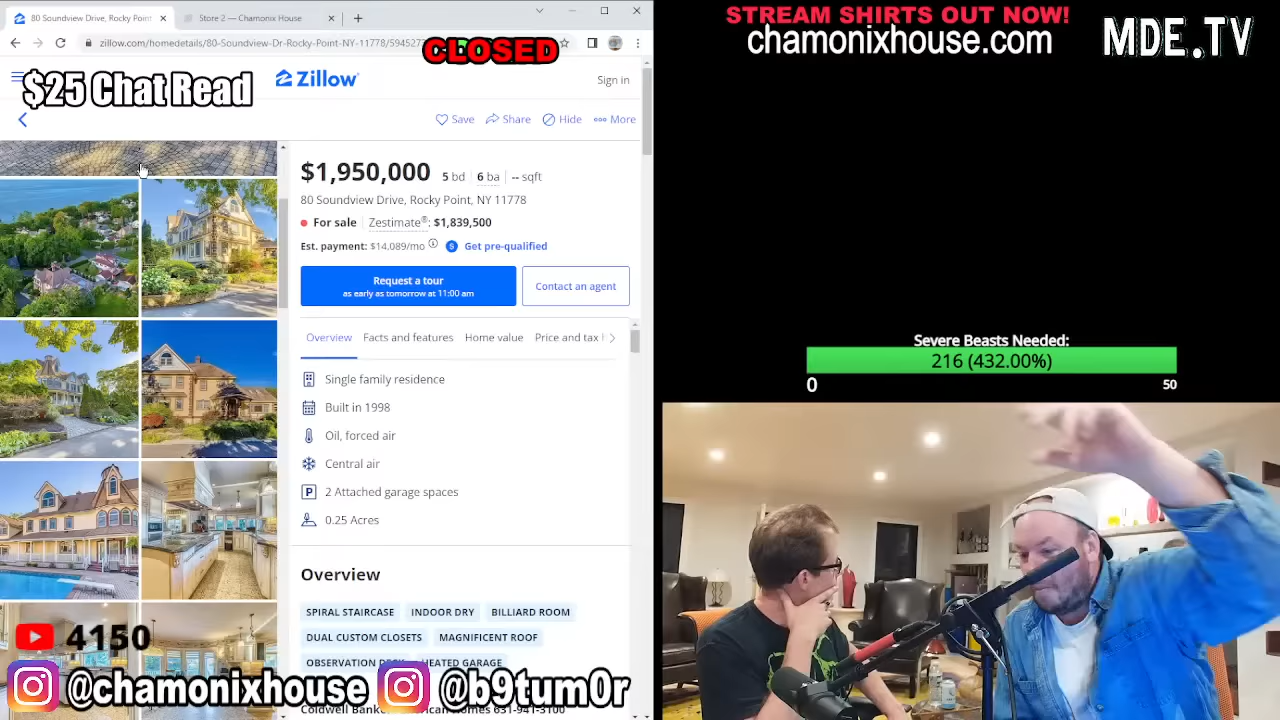 80 Soundview Drive, Rocky Point
Store 2 — Chamonix House
zillow.com/homedetails/80-Soundview-Dr-Rocky-Point-NY-11778/594527
CLOSED
$25 Chat Read
Zillow
Sign in
Save
Share
Hide
More
$1,950,000
5 bd
6 ba
-- sqft
80 Soundview Drive, Rocky Point, NY 11778
For sale
Zestimate®: $1,839,500
Est. payment: $14,089/mo
$ Get pre-qualified
Request a tour
as early as tomorrow at 11:00 am
Contact an agent
Overview
Facts and features
Home value
Price and tax
Single family residence
Built in 1998
Oil, forced air
Central air
P 2 Attached garage spaces
0.25 Acres
Overview
SPIRAL STAIRCASE
INDOOR DRY
BILLIARD ROOM
DUAL CUSTOM CLOSETS
MAGNIFICENT ROOF
OBSERVATION
HEATED GARAGE
4150
@chamonixhouse
@b9tum0r
631-941-3100
STREAM SHIRTS OUT NOW!
chamonixhouse.com
MDE.TV
Severe Beasts Needed:
216 (432.00%)
0
50